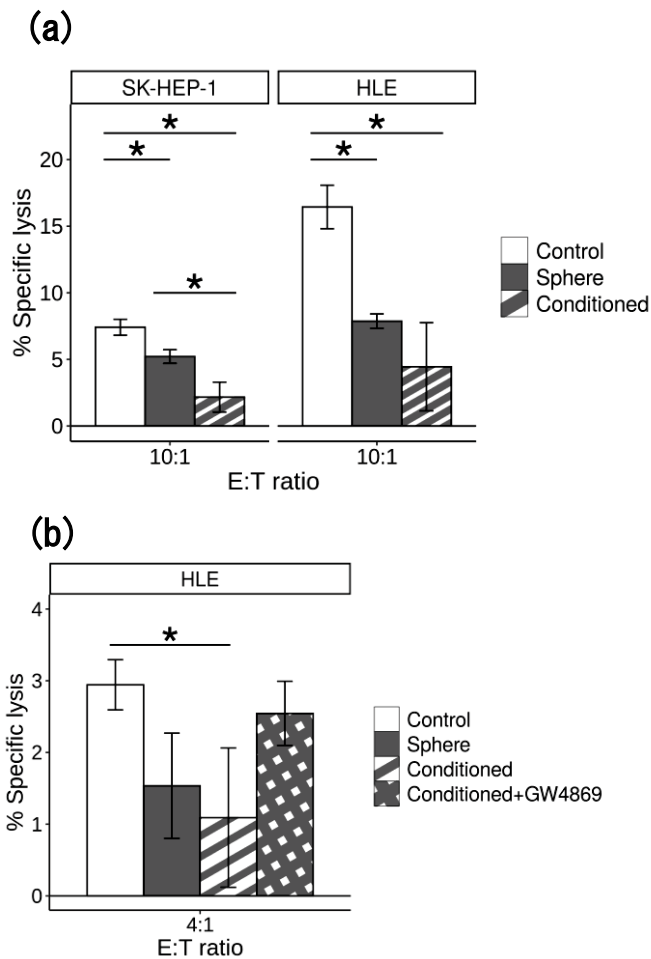 (a)
SK-HEP-1 HLE
* *
* *
*
20
15
10
5
0
% Specific lysis
10:1 10:1
E:T ratio
Control
Sphere
Conditioned
(b)
HLE
*
4
3
2
1
0
% Specific lysis
4:1
E:T ratio
Control
Sphere
Conditioned
Conditioned+GW4869